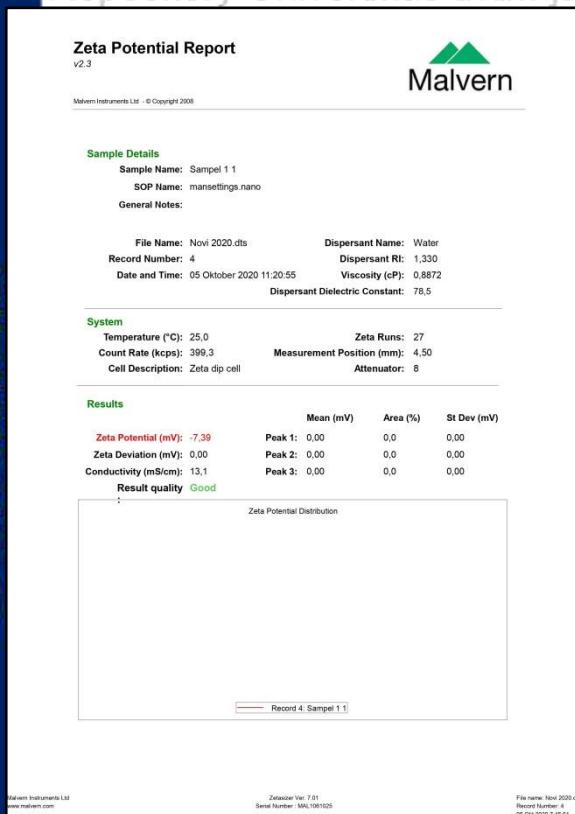 Zeta Potential Report
v2.3
Malvern
Malvern Instruments Ltd - © Copyright 2008
Sample Details
Sample Name: Sampel 1 1
SOP Name: mansettings.nano
General Notes:
File Name: Novi 2020.dts Dispersant Name: Water
Record Number: 4 Dispersant RI: 1,330
Date and Time: 05 Oktober 2020 11:20:55 Viscosity (cP): 0,8872
Dispersant Dielectric Constant: 78,5
System
Temperature (°C): 25,0 Zeta Runs: 27
Count Rate (kcps): 399,3 Measurement Position (mm): 4,50
Cell Description: Zeta dip cell Attenuator: 8
Results
Mean (mV) Area (%) St Dev (mV)
Zeta Potential (mV): -7,39 Peak 1: 0,00 0,0 0,00
Zeta Deviation (mV): 0,00 Peak 2: 0,00 0,0 0,00
Conductivity (mS/cm): 13,1 Peak 3: 0,00 0,0 0,00
Result quality : Good
Zeta Potential Distribution
Record 4: Sampel 1 1
Malvern Instruments Ltd
www.malvern.com
Zetasizer Ver. 7.01
Serial Number : MAL1061025
File name: Novi 2020.d
Record Number: 4